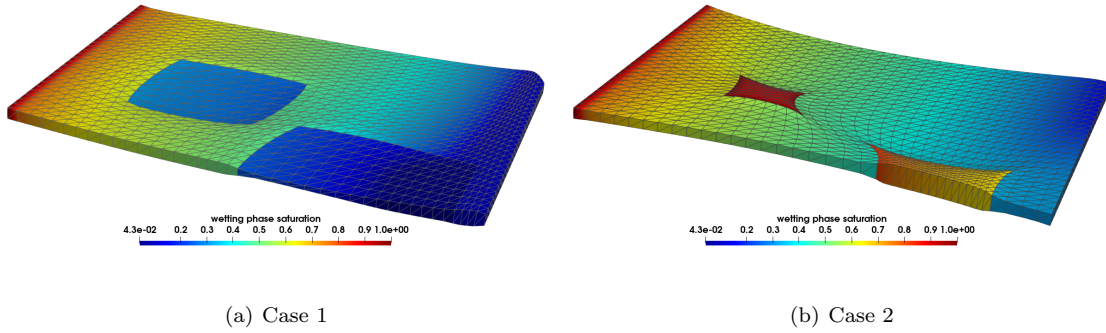 wetting phase saturation
4.3e-02 0.2 0.3 0.4 0.5 0.6 0.7 0.8 0.9 1.0e+00
wetting phase saturation
4.3e-02 0.2 0.3 0.4 0.5 0.6 0.7 0.8 0.9 1.0e+00
(a) Case 1
(b) Case 2